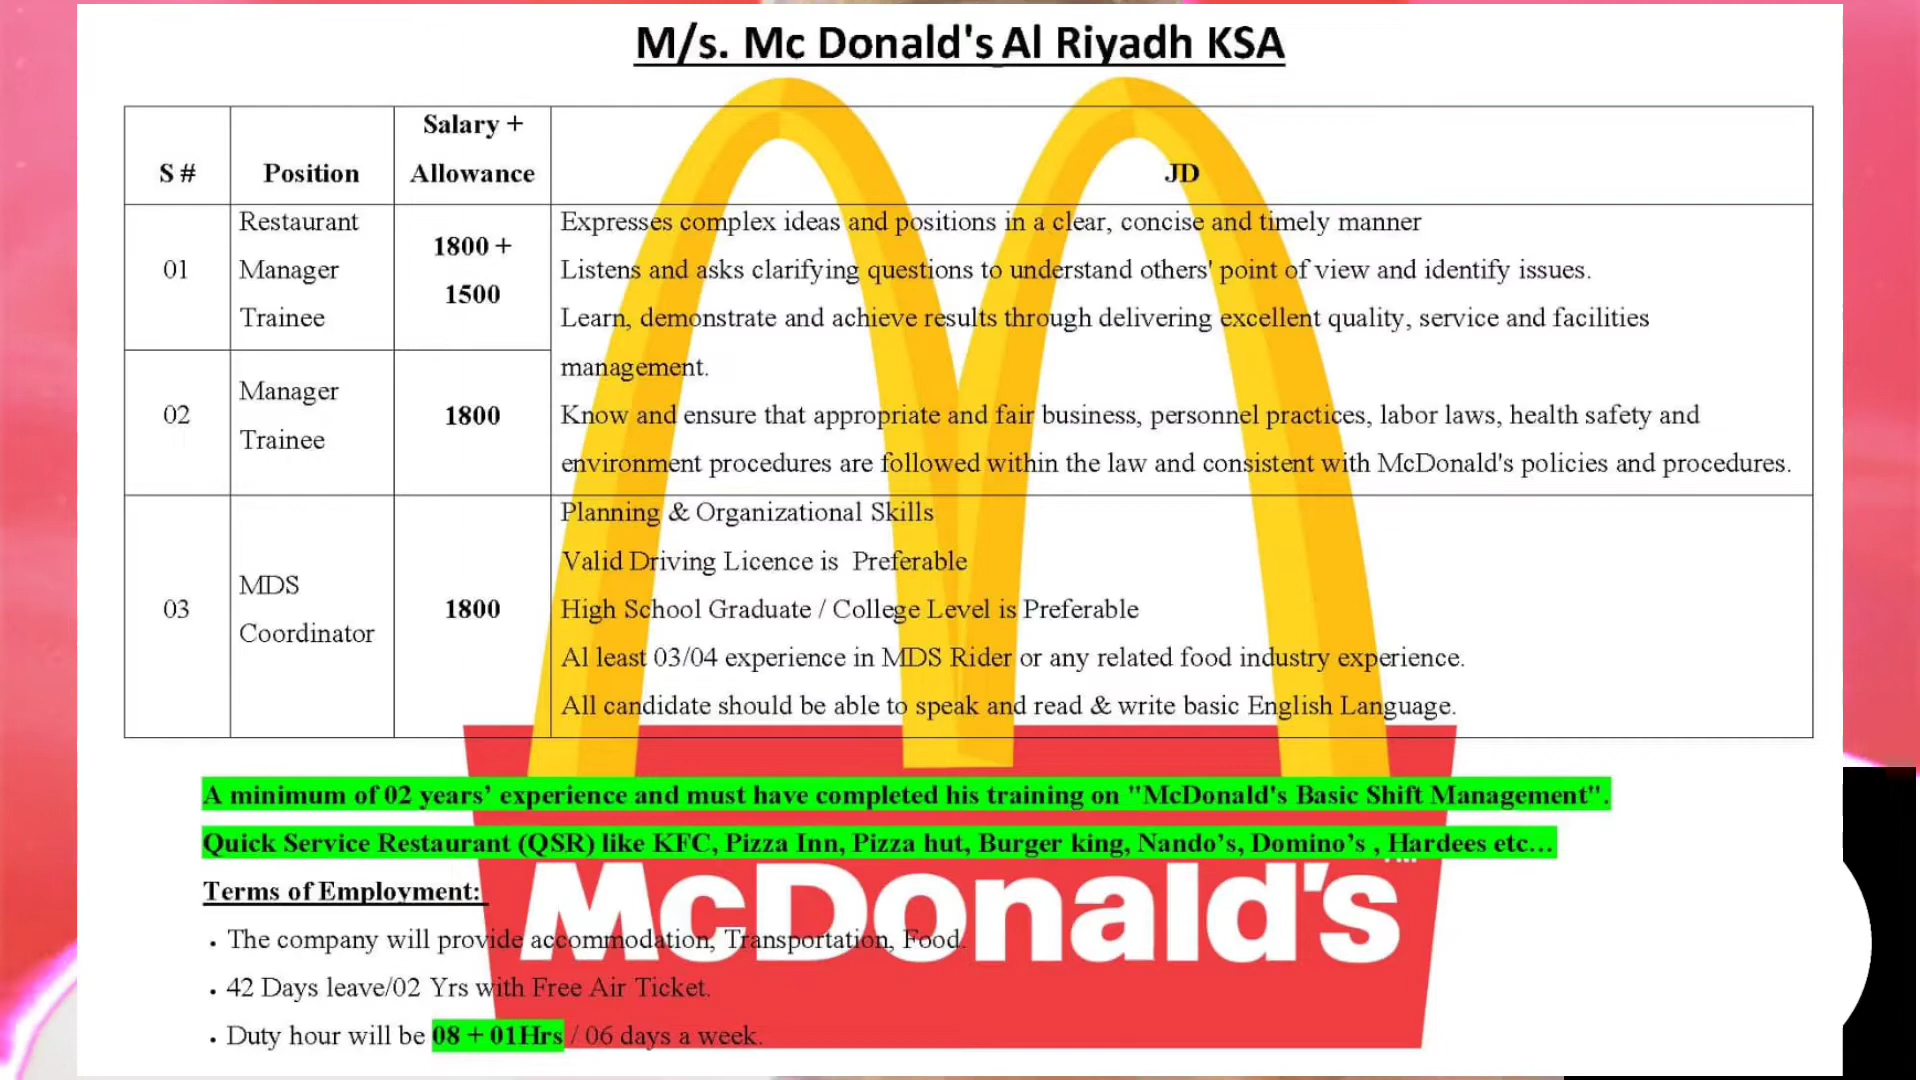 M/s. Mc Donald's Al Riyadh KSA
S #
Position
Salary +
Allowance
JD
01
Restaurant
Manager
Trainee
1800 +
1500
Expresses complex ideas and positions in a clear, concise and timely manner
Listens and asks clarifying questions to understand others' point of view and identify issues.
Learn, demonstrate and achieve results through delivering excellent quality, service and facilities
management.
Know and ensure that appropriate and fair business, personnel practices, labor laws, health safety and
environment procedures are followed within the law and consistent with McDonald's policies and procedures.
02
Manager
Trainee
1800
03
MDS
Coordinator
1800
Planning & Organizational Skills
Valid Driving Licence is Preferable
High School Graduate / College Level is Preferable
Al least 03/04 experience in MDS Rider or any related food industry experience.
All candidate should be able to speak and read & write basic English Language.
A minimum of 02 years’ experience and must have completed his training on "McDonald's Basic Shift Management".
Quick Service Restaurant (QSR) like KFC, Pizza Inn, Pizza hut, Burger king, Nando’s, Domino’s , Hardees etc…
McDonald's
Terms of Employment:
• The company will provide accommodation, Transportation, Food.
• 42 Days leave/02 Yrs with Free Air Ticket.
• Duty hour will be 08 + 01Hrs / 06 days a week.